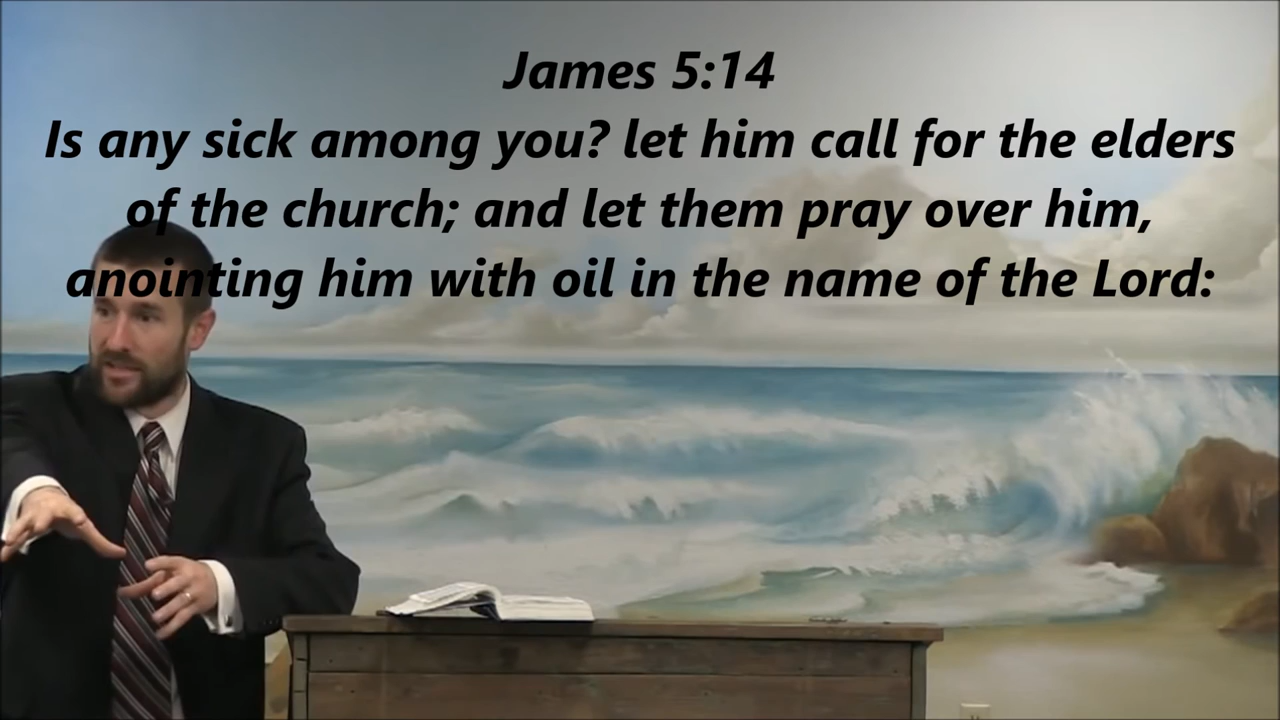 James 5:14
Is any sick among you? let him call for the elders
of the church; and let them pray over him,
anointing him with oil in the name of the Lord: